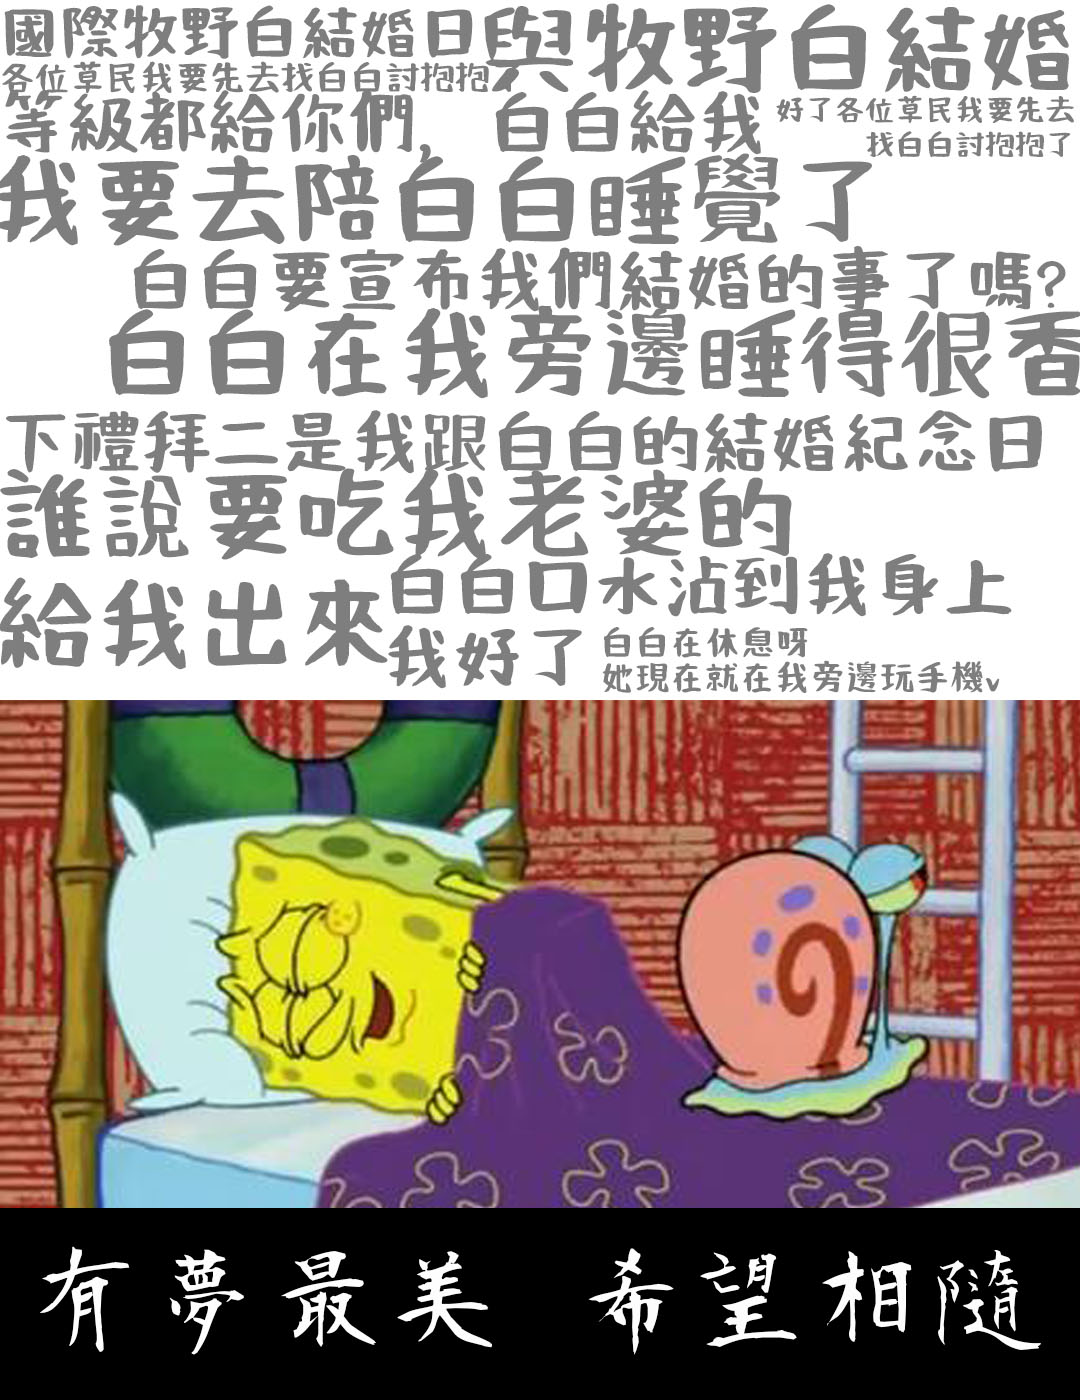 國際牧野白結婚日與牧野白結婚
各位草民我要先去找白白討抱抱了
等級都給你們，白白給我
好了各位草民我要先去
找白白討抱抱了
我要去陪白白睡覺了
白白要宣布我們結婚的事了嗎?
白白在我旁邊睡得很香
下禮拜二是我跟白白的結婚紀念日
誰說要吃我老婆的
給我出來
白白口水沾到我身上
我好了
白白在休息呀
她現在就在我旁邊玩手機v
有夢最美 希望相隨